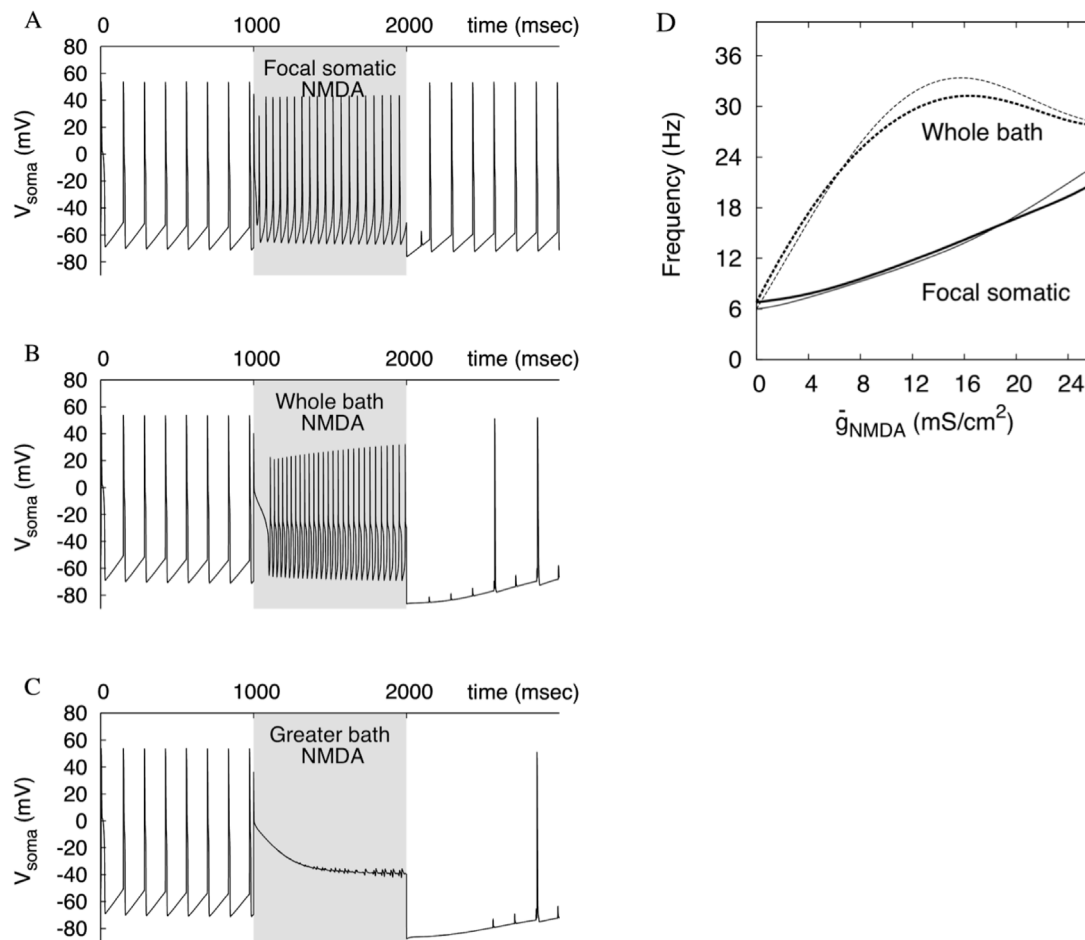 A
0 1000 2000 time (msec)
80
60
40
20
0
-20
-40
-60
-80
V_soma (mV)
Focal somatic
NMDA
B
0 1000 2000 time (msec)
80
60
40
20
0
-20
-40
-60
-80
V_soma (mV)
Whole bath
NMDA
C
0 1000 2000 time (msec)
80
60
40
20
0
-20
-40
-60
-80
V_soma (mV)
Greater bath
NMDA
D
36
30
24
18
12
6
0
Frequency (Hz)
Whole bath
Focal somatic
0 4 8 12 16 20 24
ḡ_NMDA (mS/cm²)